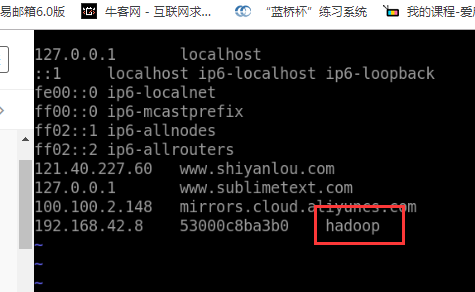 易邮箱6.0版 牛客网 - 互联网求... “蓝桥杯”练习系统 我的课程-爱
127.0.0.1 localhost
::1 localhost ip6-localhost ip6-loopback
fe00::0 ip6-localnet
ff00::0 ip6-mcastprefix
ff02::1 ip6-allnodes
ff02::2 ip6-allrouters
121.40.227.60 www.shiyanlou.com
127.0.0.1 www.sublimetext.com
100.100.2.148 mirrors.cloud.aliyuncs.com
192.168.42.8 53000c8ba3b0 hadoop
~
~
~